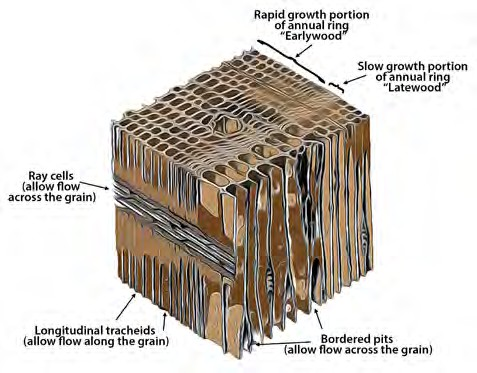 Rapid growth portion
of annual ring
"Earlywood"
Slow growth portion
of annual ring
"Latewood"
Ray cells
(allow flow
across the grain)
Longitudinal tracheids
(allow flow along the grain)
Bordered pits
(allow flow across the grain)